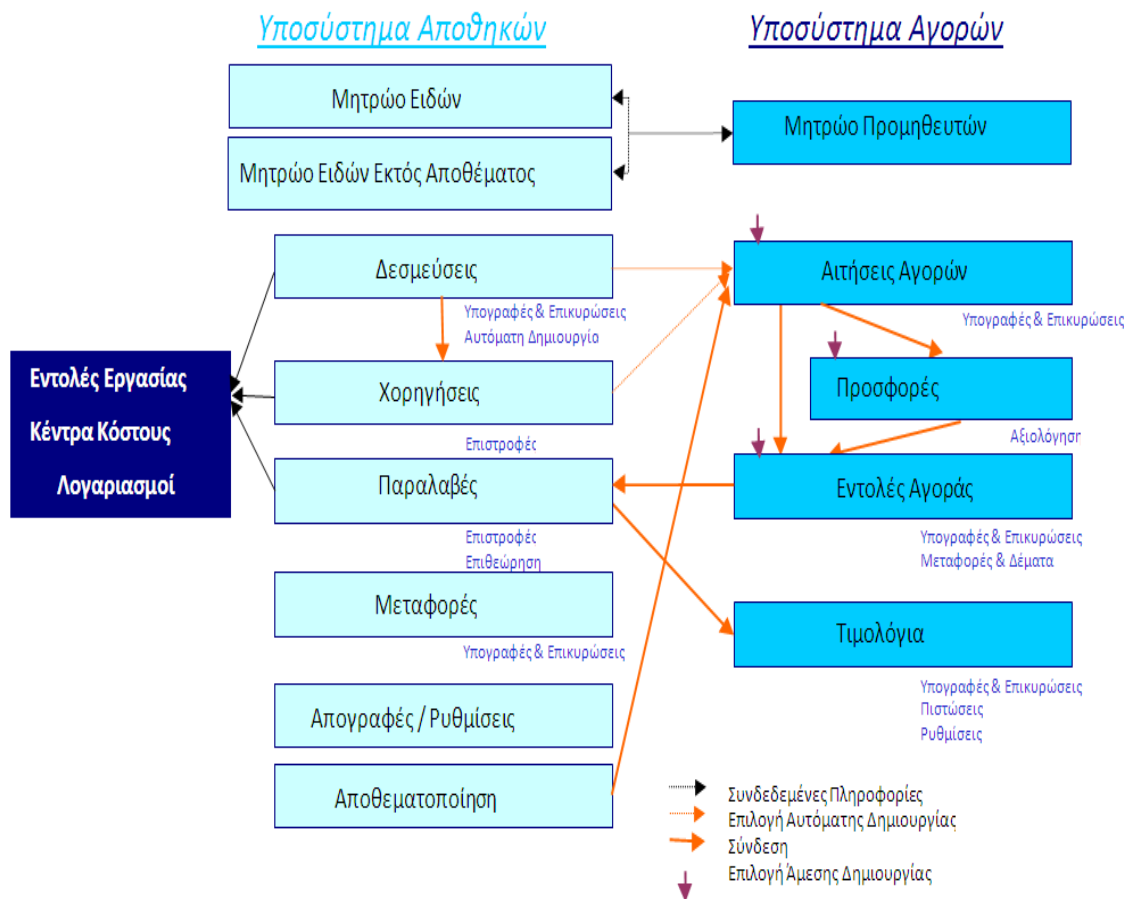 Υποσύστημα Αποθηκών
Υποσύστημα Αγορών
Μητρώο Ειδών
Μητρώο Προμηθευτών
Μητρώο Ειδών Εκτός Αποθέματος
Δεσμεύσεις
Υπογραφές & Επικυρώσεις
Αυτόματη Δημιουργία
Αιτήσεις Αγορών
Υπογραφές & Επικυρώσεις
Εντολές Εργασίας
Κέντρα Κόστους
Λογαριασμοί
Χορηγήσεις
Επιστροφές
Προσφορές
Αξιολόγηση
Παραλαβές
Επιστροφές
Επιθεώρηση
Εντολές Αγοράς
Υπογραφές & Επικυρώσεις
Μεταφορές & Δέματα
Μεταφορές
Υπογραφές & Επικυρώσεις
Τιμολόγια
Υπογραφές & Επικυρώσεις
Πιστώσεις
Ρυθμίσεις
Απογραφές / Ρυθμίσεις
Αποθεματοποίηση
Συνδεδεμένες Πληροφορίες
Επιλογή Αυτόματης Δημιουργίας
Σύνδεση
Επιλογή Άμεσης Δημιουργίας